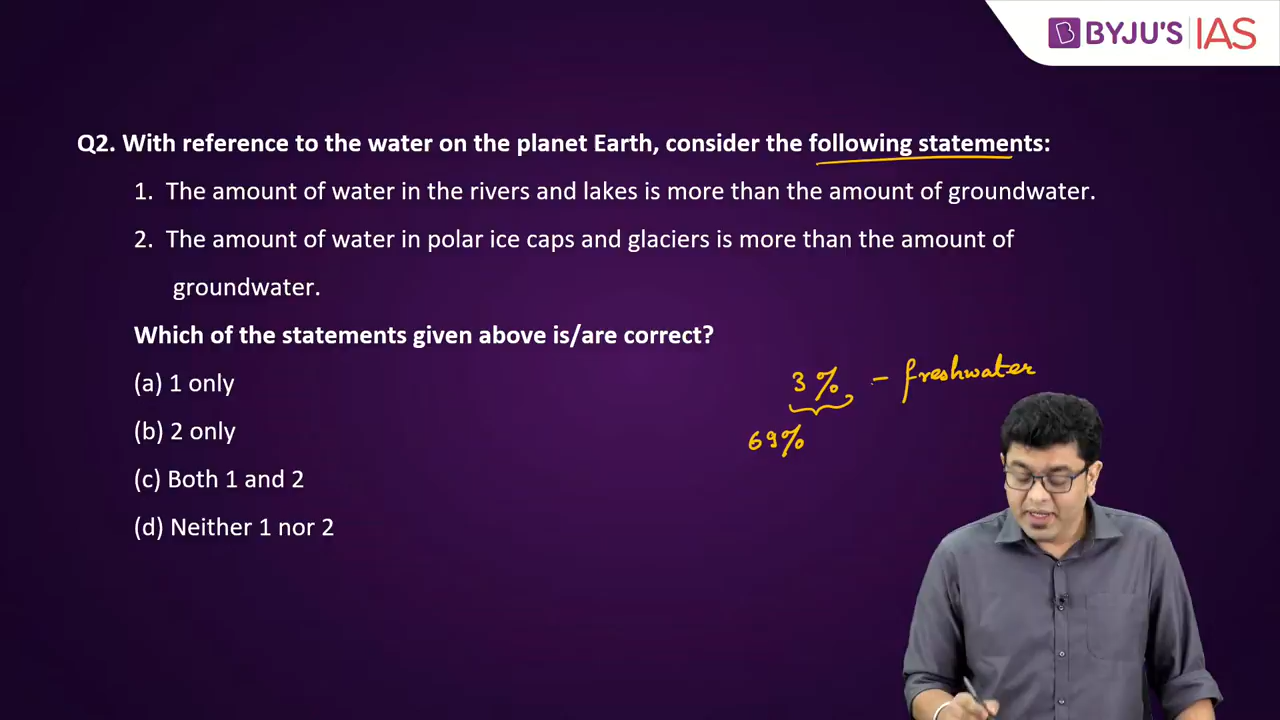 BYJU'S IAS
Q2. With reference to the water on the planet Earth, consider the following statements:
1. The amount of water in the rivers and lakes is more than the amount of groundwater.
2. The amount of water in polar ice caps and glaciers is more than the amount of
groundwater.
Which of the statements given above is/are correct?
(a) 1 only
3% - freshwater
(b) 2 only
69%
(c) Both 1 and 2
(d) Neither 1 nor 2